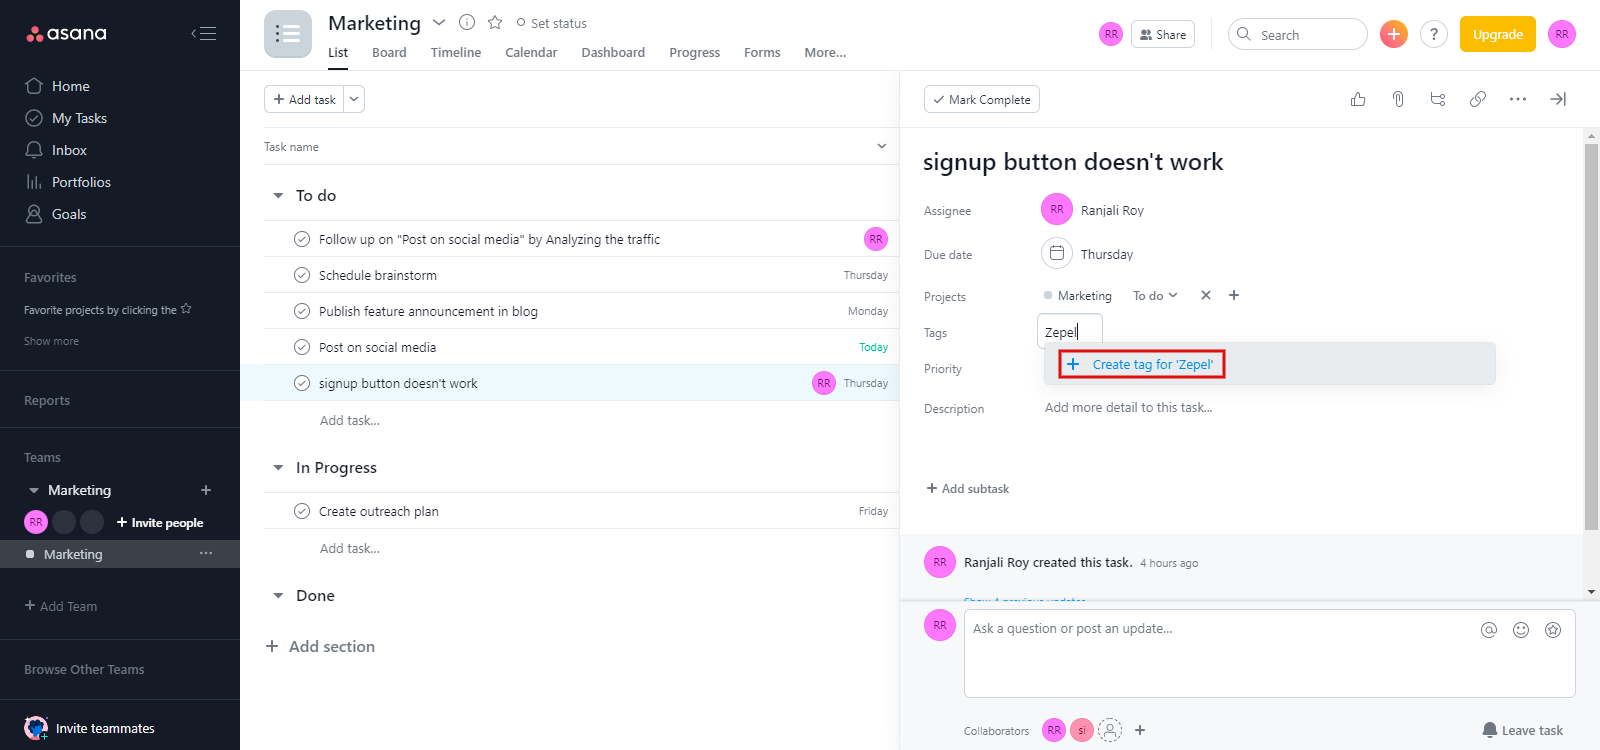 asana
Home
My Tasks
Inbox
Portfolios
Goals
Favorites
Favorite projects by clicking the
Show more
Reports
Teams
Marketing
RR
Invite people
Marketing
Add Team
Browse Other Teams
Invite teammates
Marketing
Set status
List Board Timeline Calendar Dashboard Progress Forms More...
RR Share Search ? Upgrade RR
Add task
Task name
To do
Follow up on "Post on social media" by Analyzing the traffic RR
Schedule brainstorm Thursday
Publish feature announcement in blog Monday
Post on social media Today
signup button doesn't work RR Thursday
Add task...
In Progress
Create outreach plan Friday
Add task...
Done
Add section
Mark Complete
signup button doesn't work
Assignee RR Ranjali Roy
Due date Thursday
Projects Marketing To do
Tags Zepel
Create tag for 'Zepel'
Priority
Description Add more detail to this task...
Add subtask
RR Ranjali Roy created this task. 4 hours ago
Show 4 previous updates
RR Ask a question or post an update...
Collaborators RR si Leave task